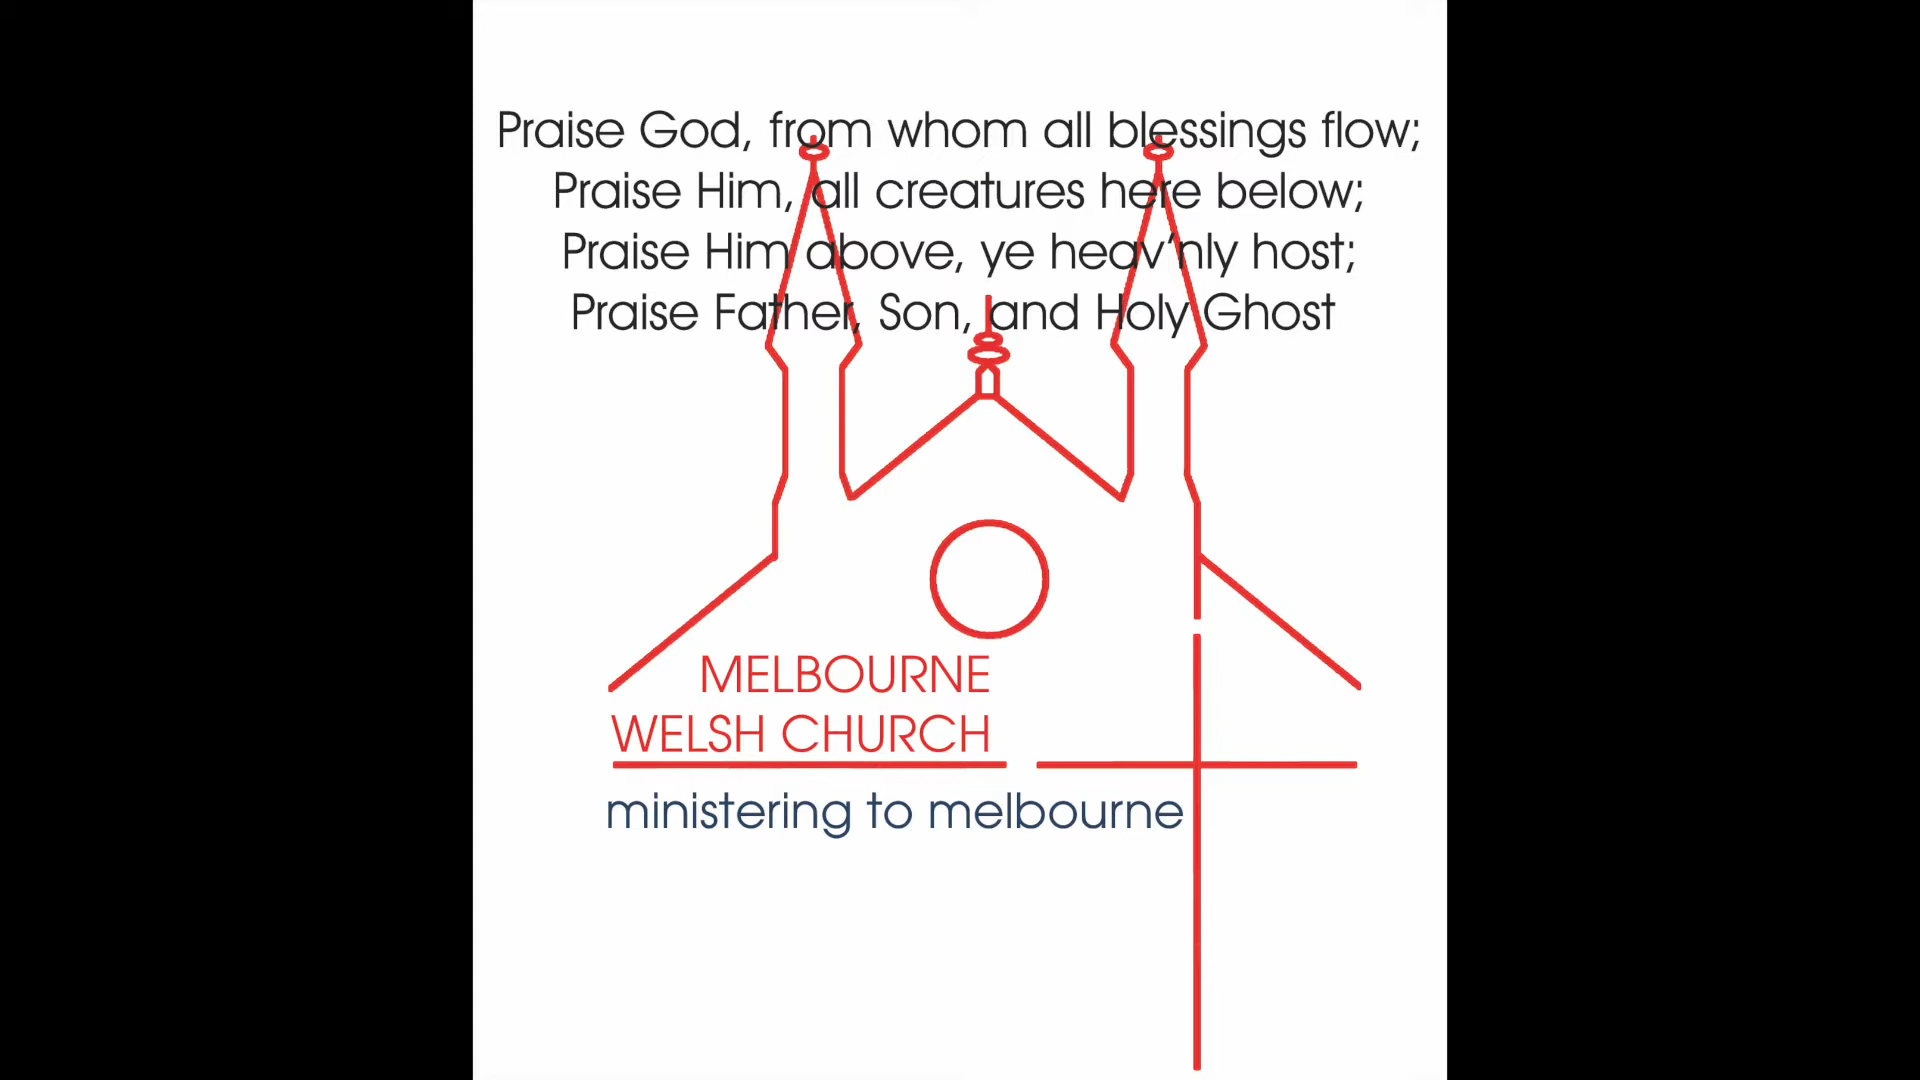 Praise God, from whom all blessings flow;
Praise Him, all creatures here below;
Praise Him above, ye heav’nly host;
Praise Father, Son, and Holy Ghost
MELBOURNE
WELSH CHURCH
ministering to melbourne